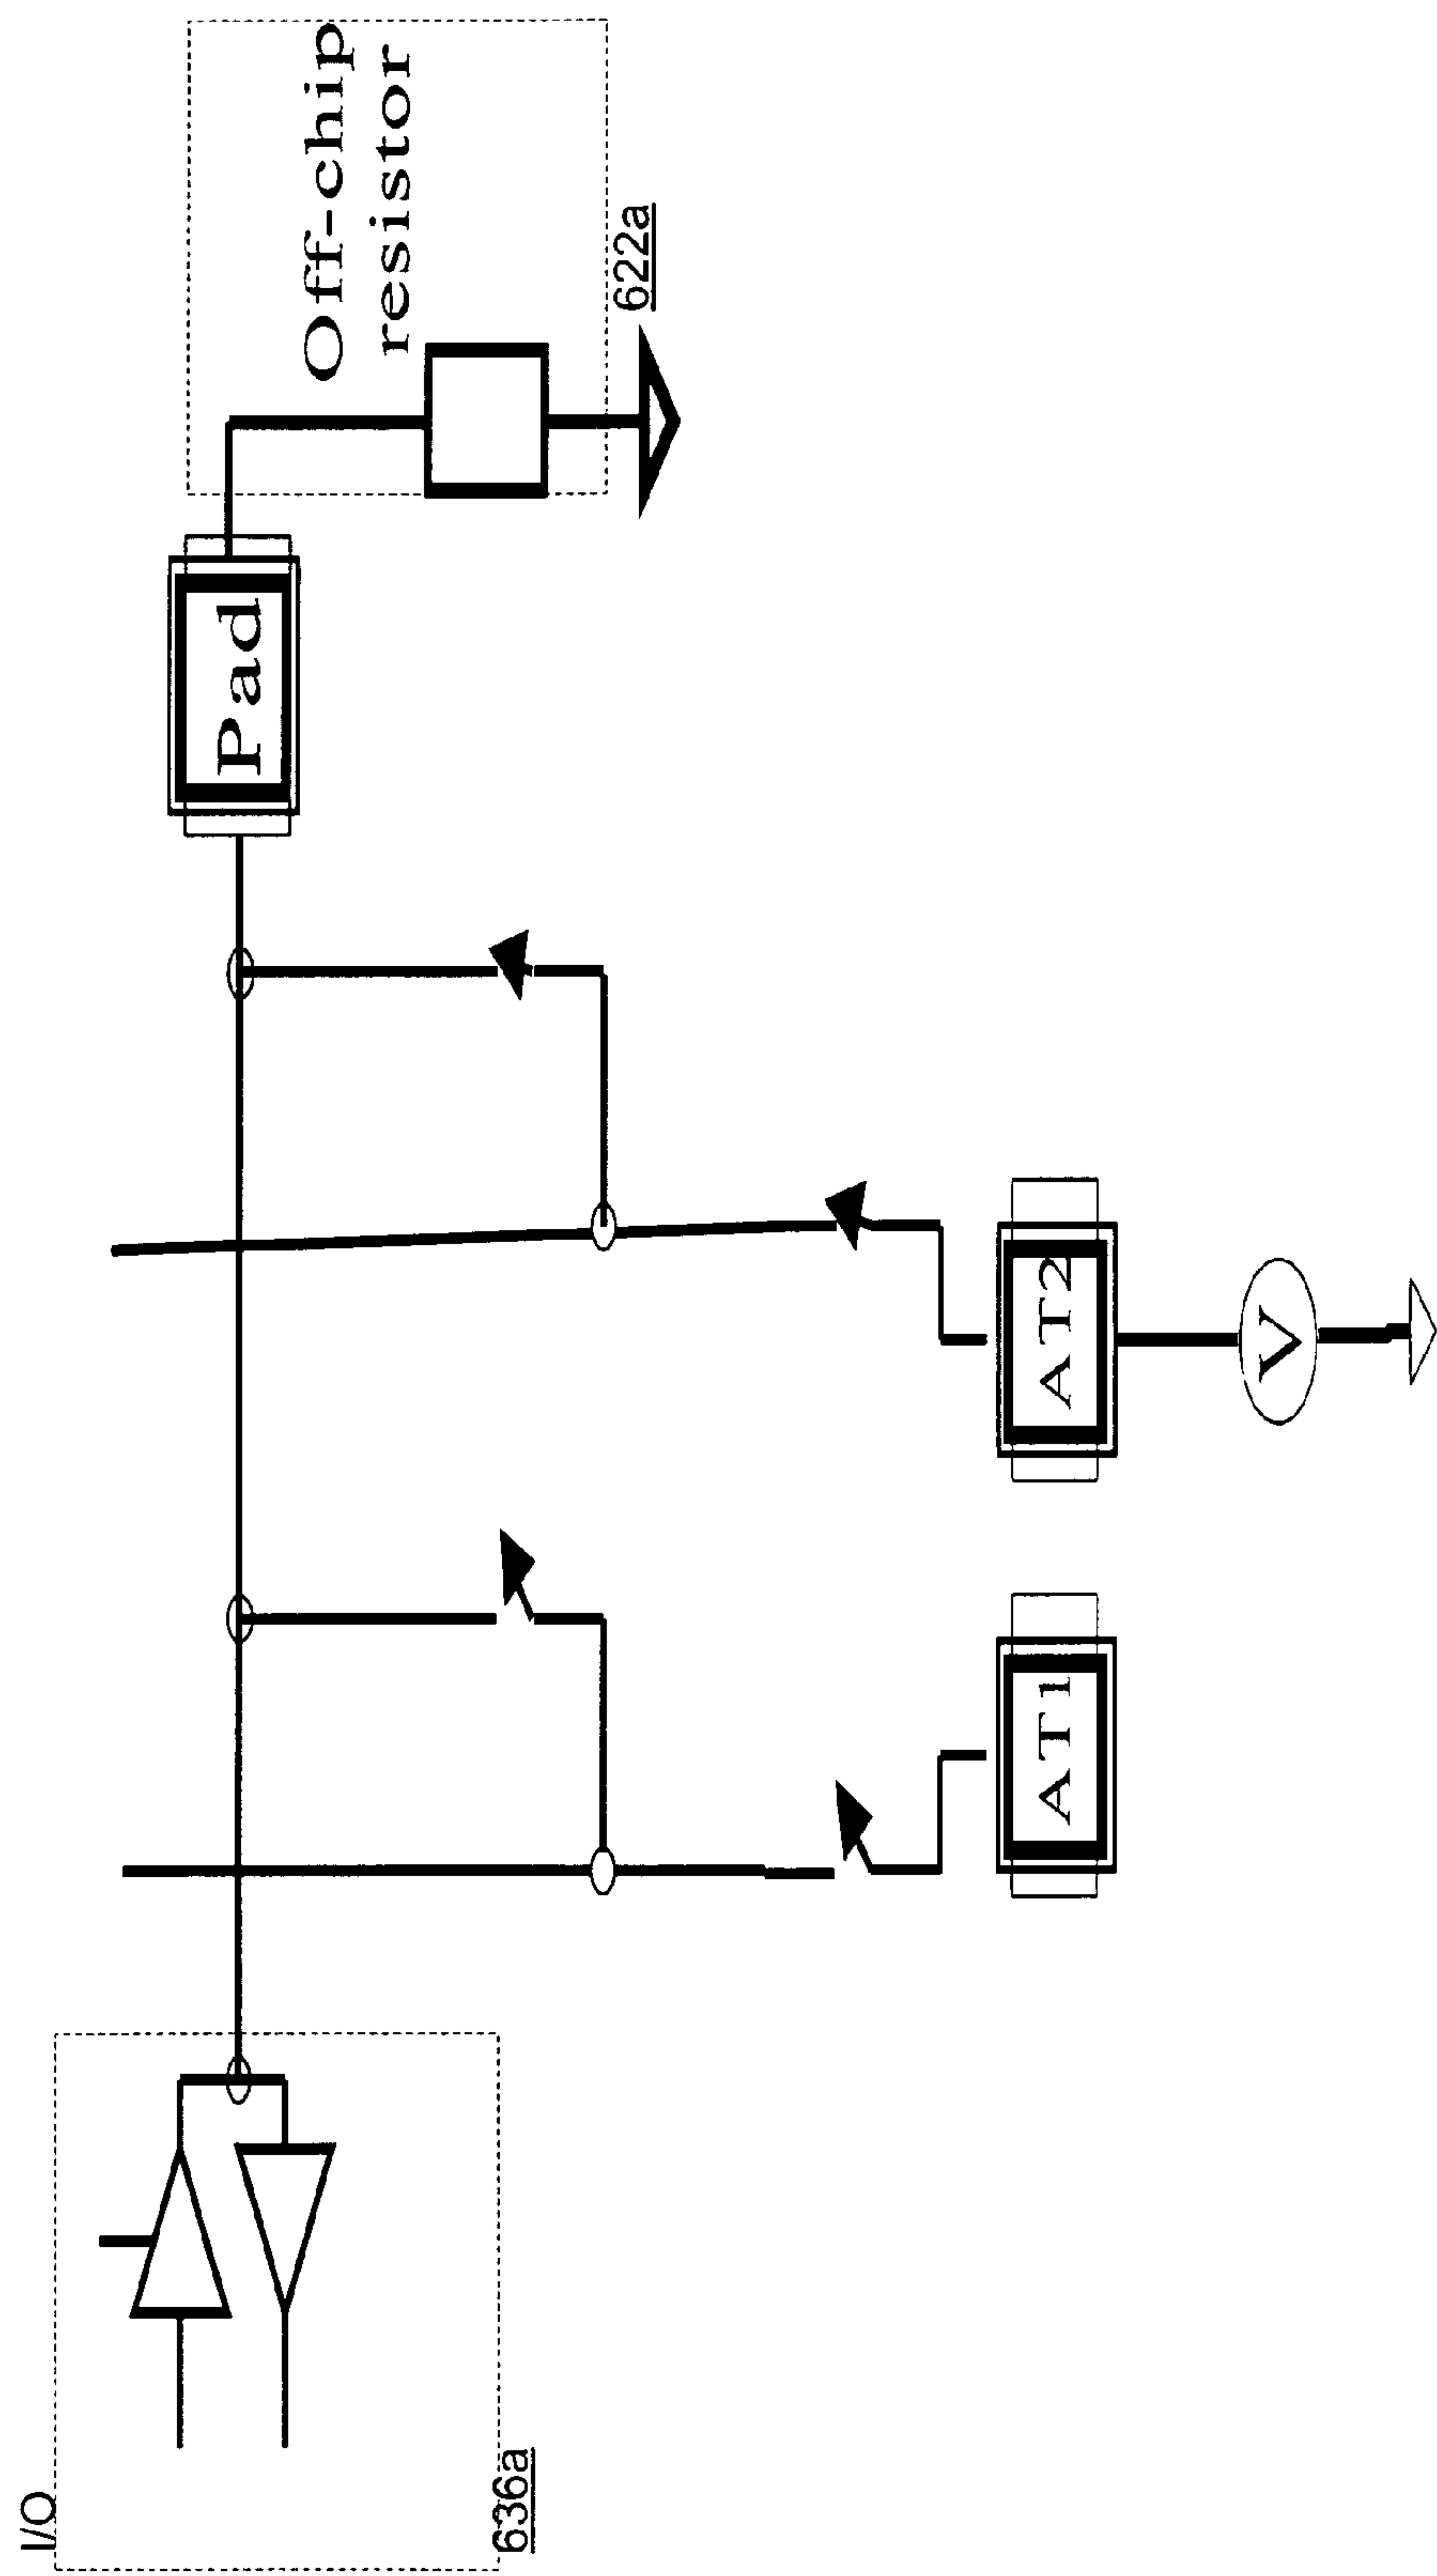 I/O
636a
Pad
Off-chip
resistor
622a
AT1
AT2
V